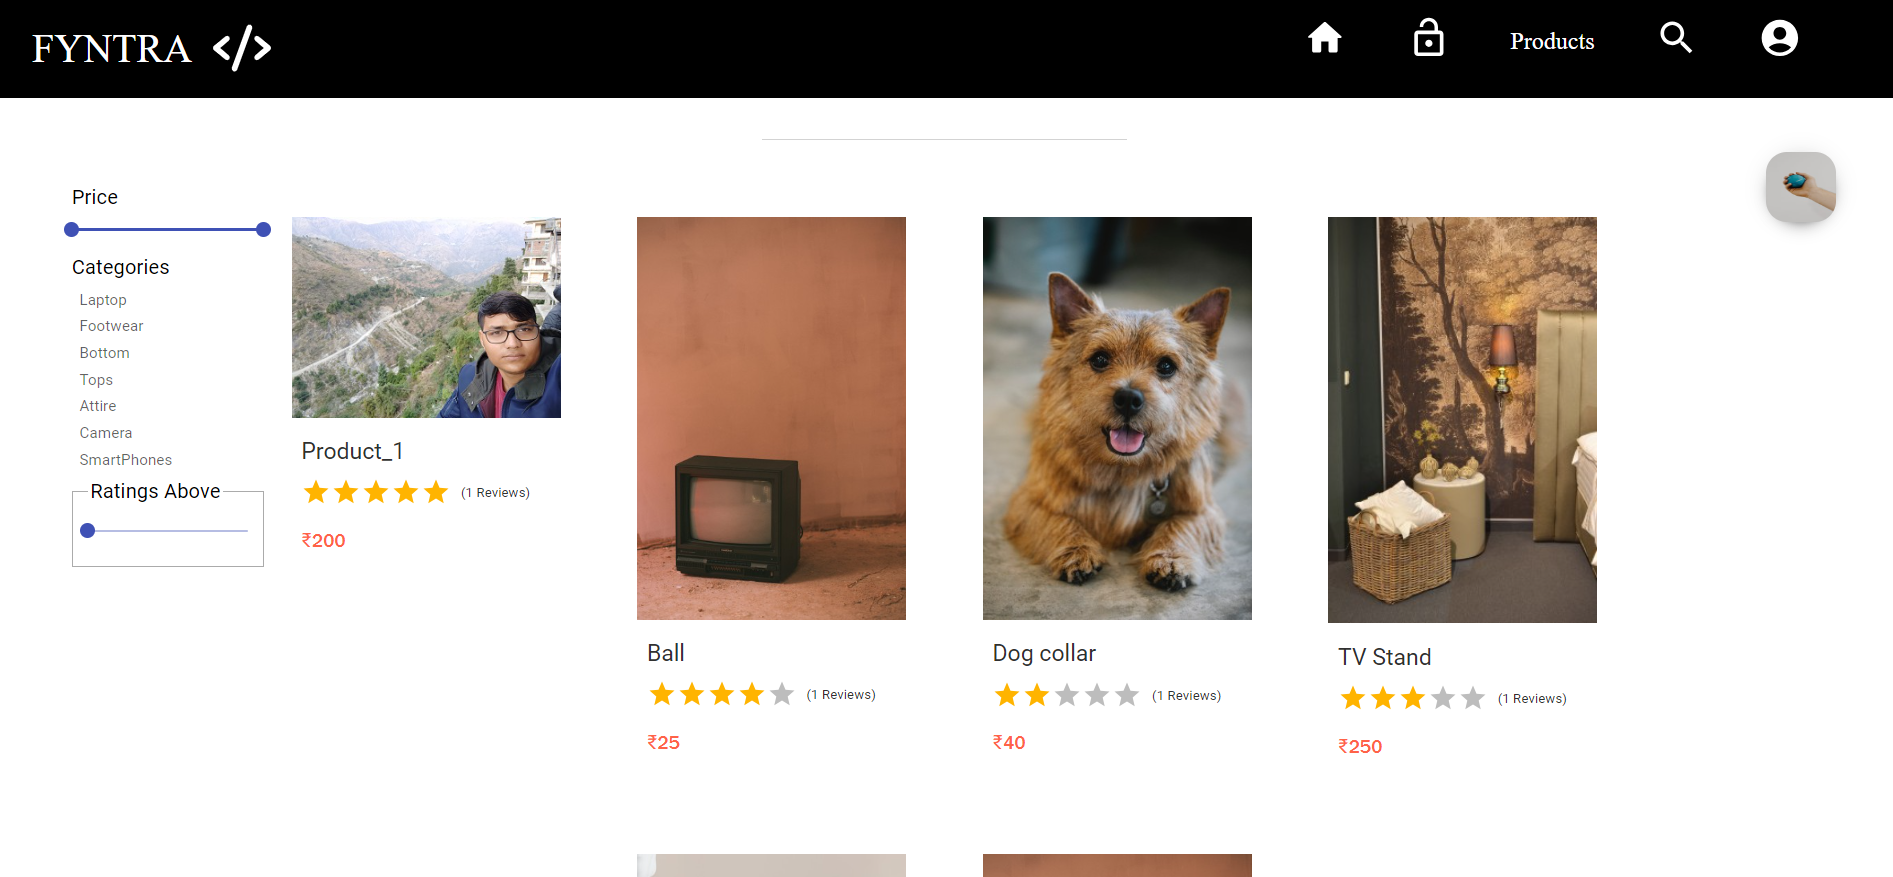 FYNTRA </>
Products
Price
Categories
Laptop
Footwear
Bottom
Tops
Attire
Camera
SmartPhones
Ratings Above
Product_1
(1 Reviews)
₹200
Ball
(1 Reviews)
₹25
Dog collar
(1 Reviews)
₹40
TV Stand
(1 Reviews)
₹250